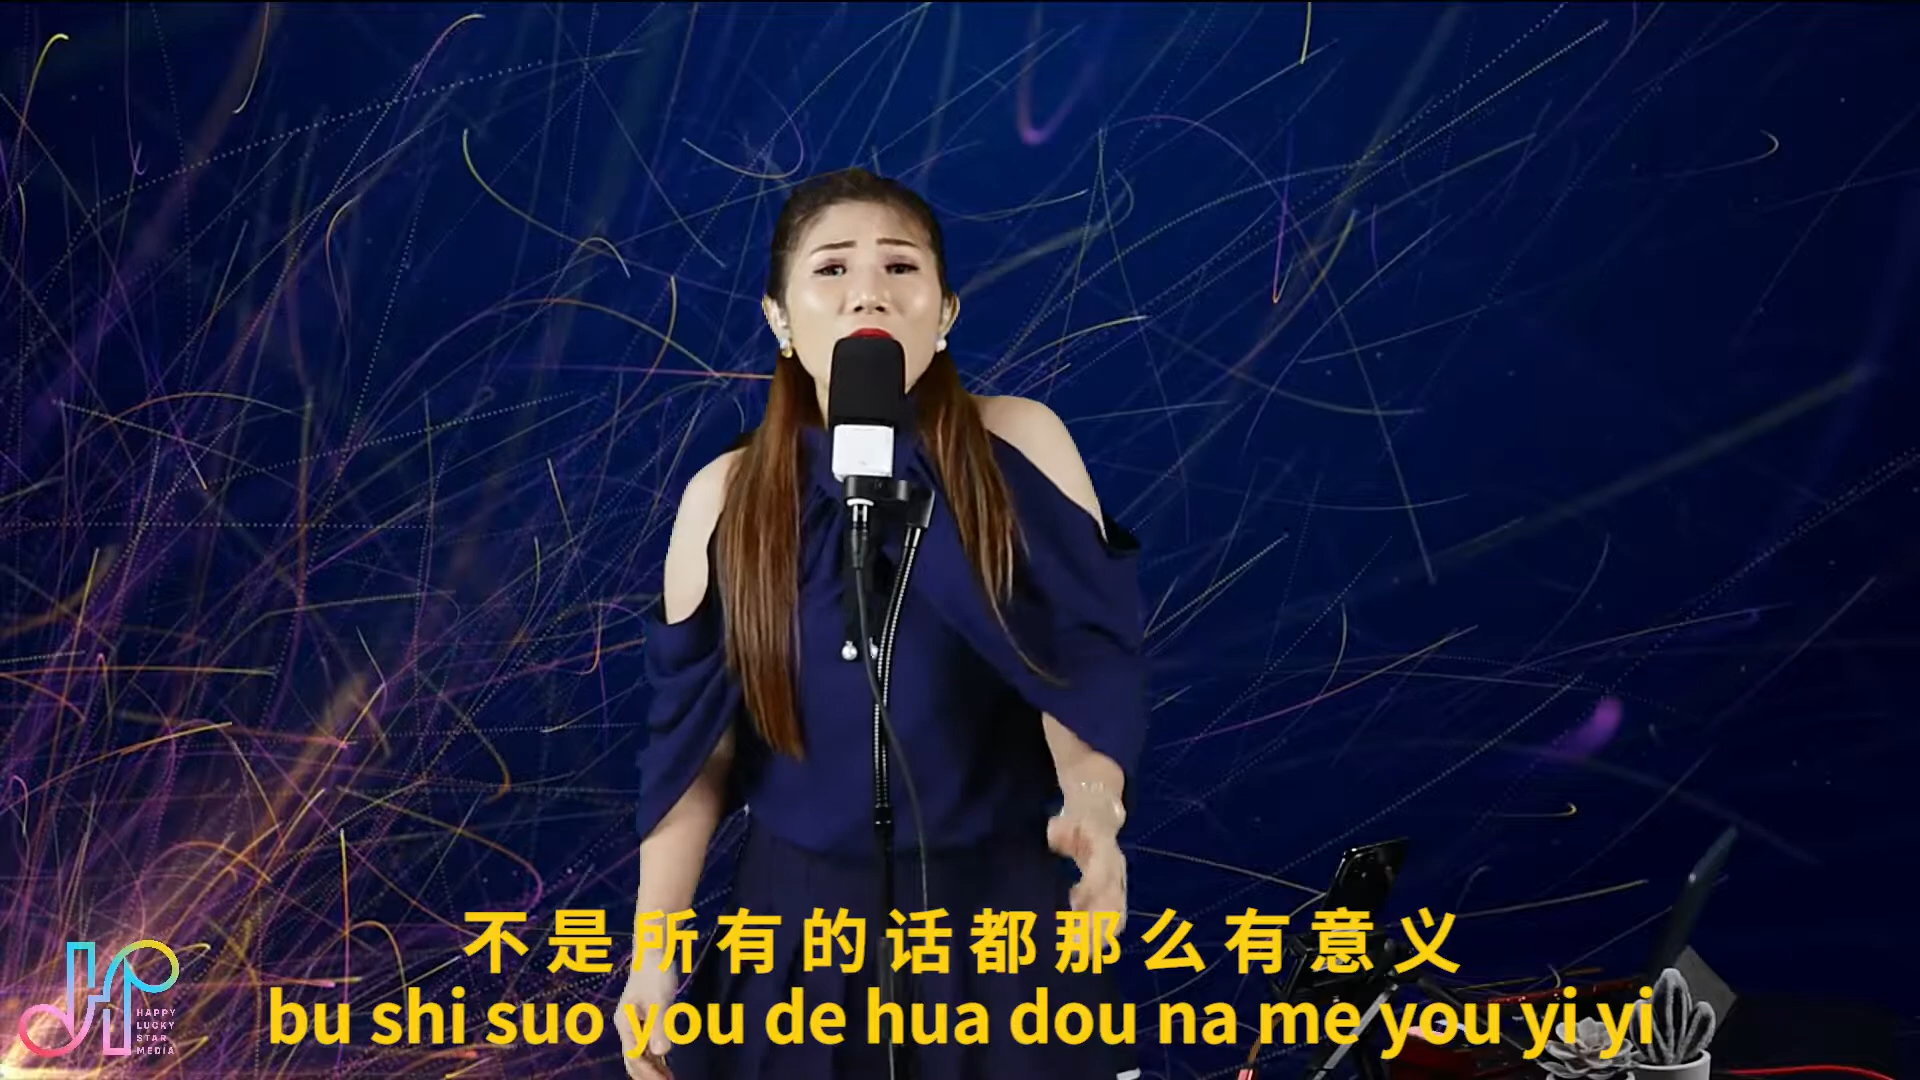 不是所有的话都那么有意义
bu shi suo you de hua dou na me you yi yi
HAPPY
LUCKY
STAR
MEDIA